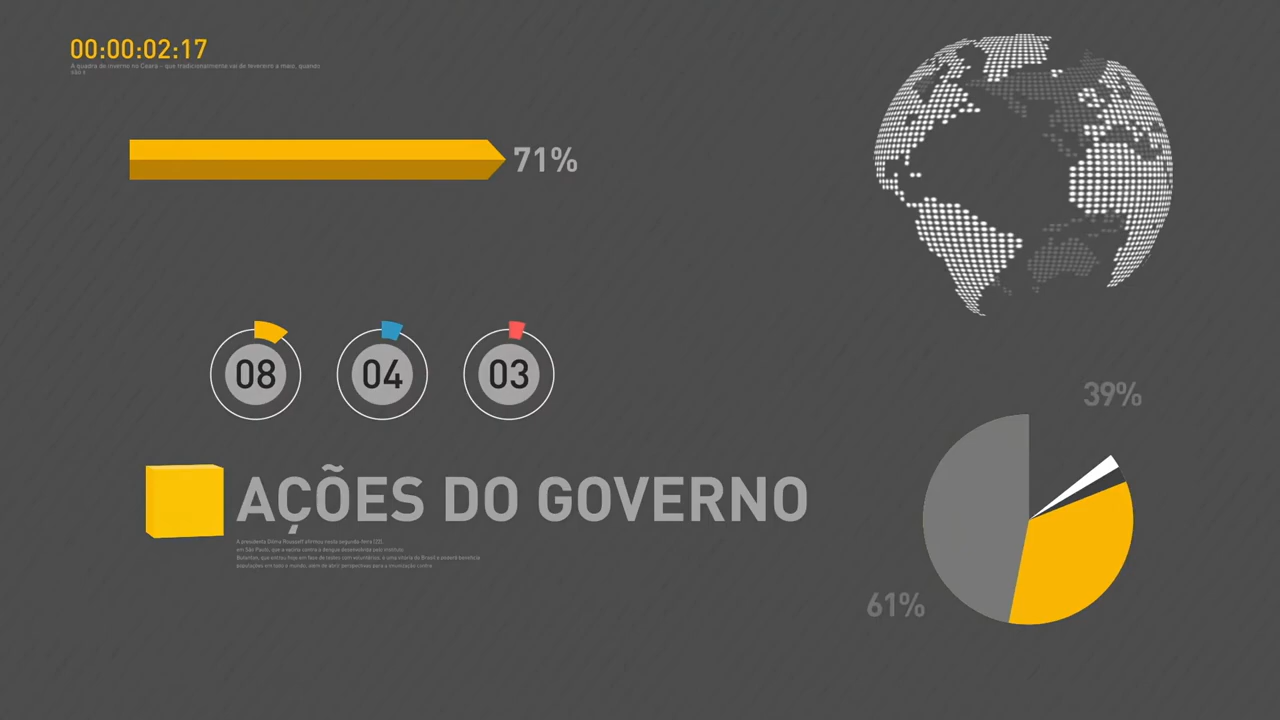 00:00:02:17
A quadra de inverno no Ceara – que tradicionalmente vai de fevereiro a maio, quando
são s
71%
08 04 03
39%
AÇÕES DO GOVERNO
A presidenta Dilma Rousseff afirmou nesta segunda-feira (22),
em São Paulo, que a vacina contra a dengue desenvolvida pelo Instituto
Butantan, que entrou hoje em fase de testes com voluntários, é uma vitória do Brasil e poderá beneficiar
populações em todo o mundo, além de abrir perspectivas para a imunização contra
61%